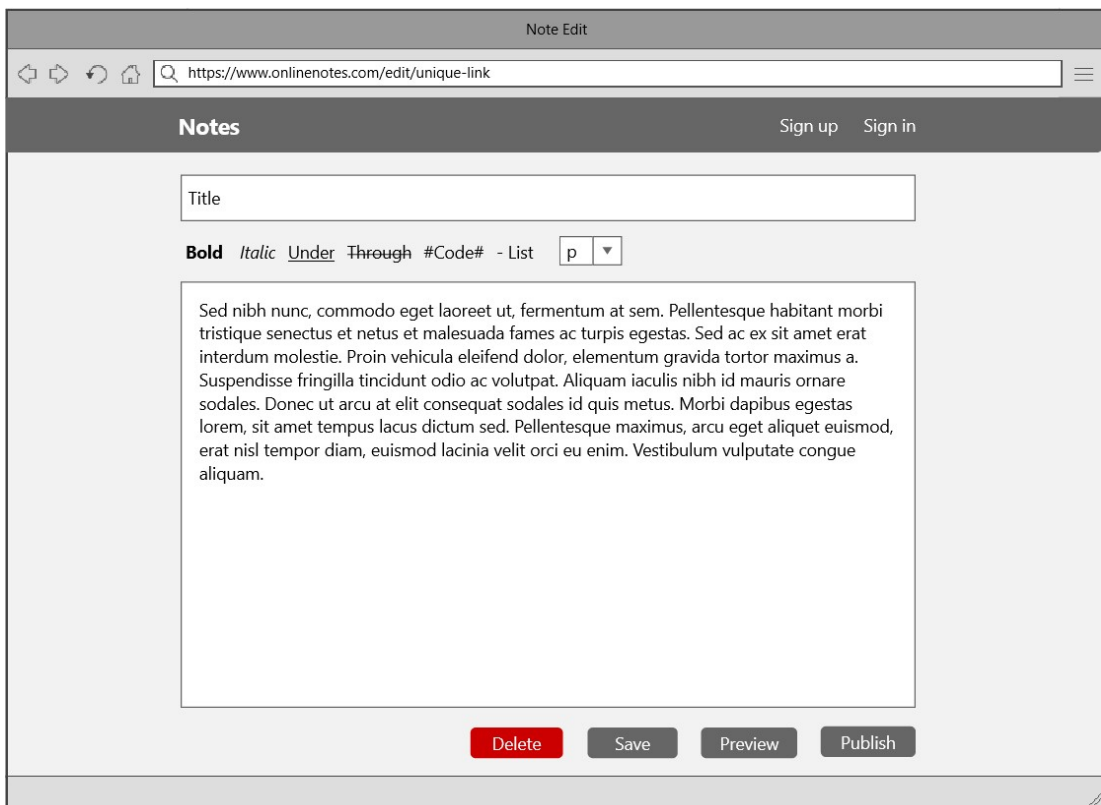 Note Edit
https://www.onlinenotes.com/edit/unique-link
Notes Sign up Sign in
Title
Bold Italic Under Through #Code# - List p
Sed nibh nunc, commodo eget laoreet ut, fermentum at sem. Pellentesque habitant morbi
tristique senectus et netus et malesuada fames ac turpis egestas. Sed ac ex sit amet erat
interdum molestie. Proin vehicula eleifend dolor, elementum gravida tortor maximus a.
Suspendisse fringilla tincidunt odio ac volutpat. Aliquam iaculis nibh id mauris ornare
sodales. Donec ut arcu at elit consequat sodales id quis metus. Morbi dapibus egestas
lorem, sit amet tempus lacus dictum sed. Pellentesque maximus, arcu eget aliquet euismod,
erat nisl tempor diam, euismod lacinia velit orci eu enim. Vestibulum vulputate congue
aliquam.
Delete Save Preview Publish